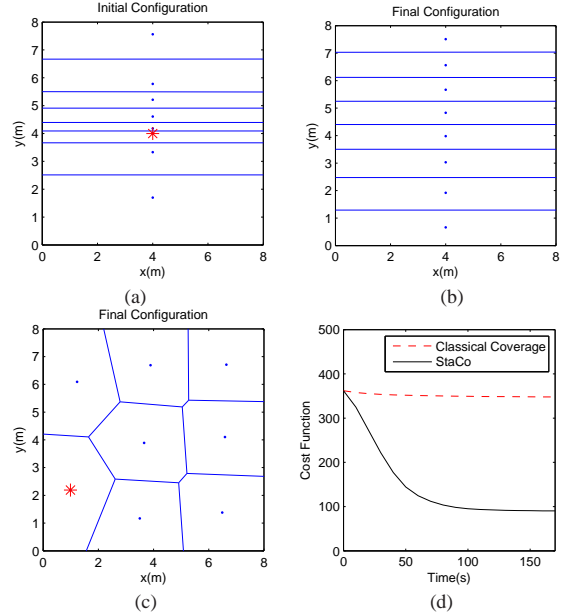 Initial Configuration
8
7
6
5
4
3
2
1
0
y(m)
0 2 4 6 8
x(m)
(a)
Final Configuration
8
7
6
5
4
3
2
1
0
y(m)
0 2 4 6 8
x(m)
(b)
Final Configuration
8
7
6
5
4
3
2
1
0
y(m)
0 2 4 6 8
x(m)
(c)
500
400
300
200
100
0
Cost Function
Classical Coverage
StaCo
0 50 100 150
Time(s)
(d)